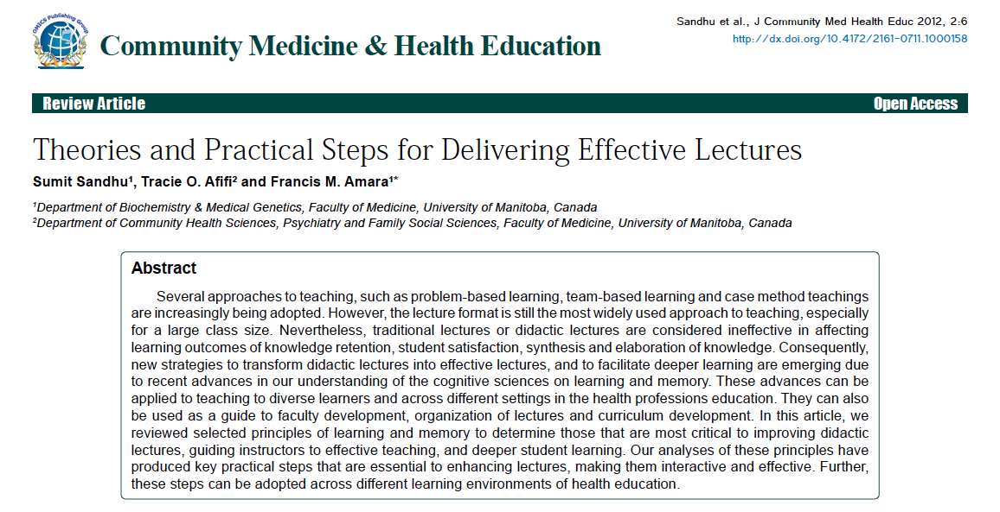 OMICS Publishing Group
Sandhu et al., J Community Med Health Educ 2012, 2:6
http://dx.doi.org/10.4172/2161-0711.1000158
Community Medicine & Health Education
Review Article
Open Access
Theories and Practical Steps for Delivering Effective Lectures
Sumit Sandhu¹, Tracie O. Afifi² and Francis M. Amara¹*
¹Department of Biochemistry & Medical Genetics, Faculty of Medicine, University of Manitoba, Canada
²Department of Community Health Sciences, Psychiatry and Family Social Sciences, Faculty of Medicine, University of Manitoba, Canada
Abstract
Several approaches to teaching, such as problem-based learning, team-based learning and case method teachings
are increasingly being adopted. However, the lecture format is still the most widely used approach to teaching, especially
for a large class size. Nevertheless, traditional lectures or didactic lectures are considered ineffective in affecting
learning outcomes of knowledge retention, student satisfaction, synthesis and elaboration of knowledge. Consequently,
new strategies to transform didactic lectures into effective lectures, and to facilitate deeper learning are emerging due
to recent advances in our understanding of the cognitive sciences on learning and memory. These advances can be
applied to teaching to diverse learners and across different settings in the health professions education. They can also
be used as a guide to faculty development, organization of lectures and curriculum development. In this article, we
reviewed selected principles of learning and memory to determine those that are most critical to improving didactic
lectures, guiding instructors to effective teaching, and deeper student learning. Our analyses of these principles have
produced key practical steps that are essential to enhancing lectures, making them interactive and effective. Further,
these steps can be adopted across different learning environments of health education.